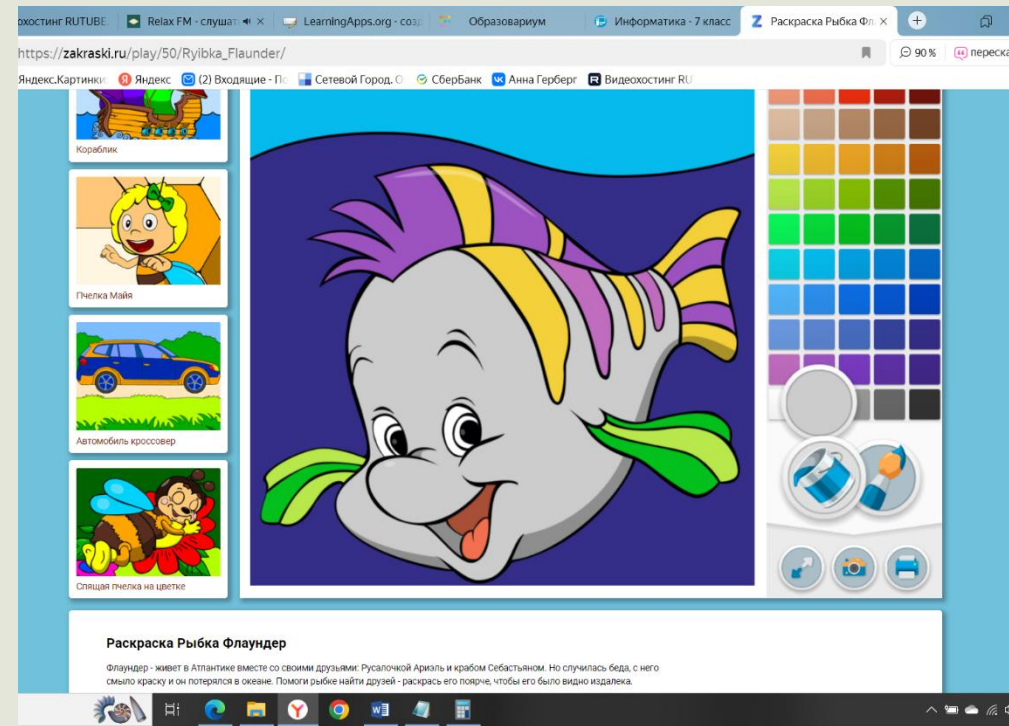 охостинг RUTUBE Relax FM - слушат LearningApps.org - созд Образовариум Информатика - 7 класс Раскраска Рыбка Фл
https://zakraski.ru/play/50/Ryibka_Flaunder/ 90 % перeска
Яндекс.Картинки Яндекс (2) Входящие - По Сетевой Город. О СберБанк Анна Герберг Видеохостинг RU
Кораблик
Пчелка Майя
Автомобиль кроссовер
Спящая пчелка на цветке
Раскраска Рыбка Флаундер
Флаундер - живет в Атлантике вместе со своими друзьями: Русалочкой Ариэль и крабом Себастьяном. Но случилась беда, с него
смыло краску и он потерялся в океане. Помоги рыбке найти друзей - раскрась его поярче, чтобы его было видно издалека.